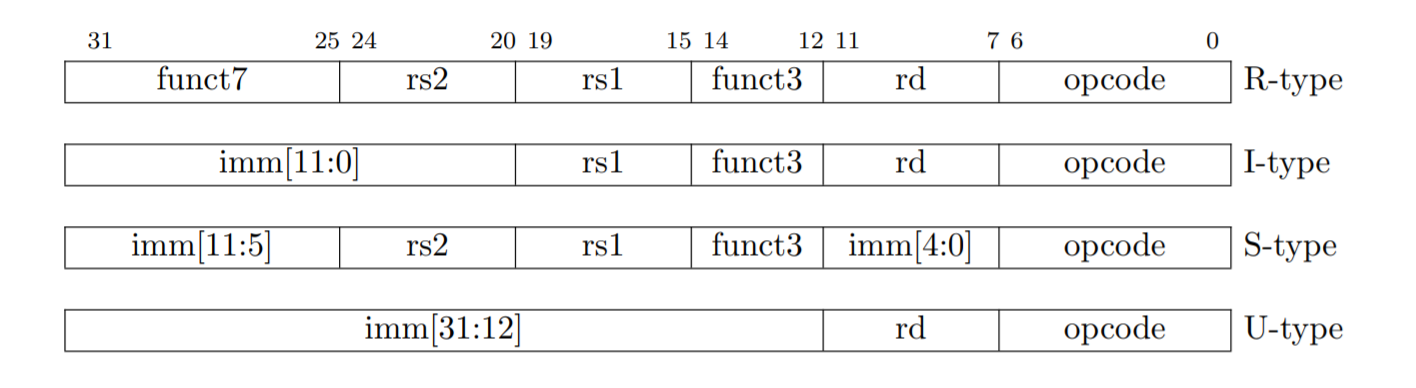 31 25 24 20 19 15 14 12 11 7 6 0
funct7 rs2 rs1 funct3 rd opcode R-type
imm[11:0] rs1 funct3 rd opcode I-type
imm[11:5] rs2 rs1 funct3 imm[4:0] opcode S-type
imm[31:12] rd opcode U-type